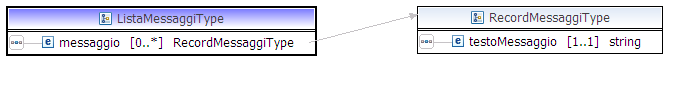 ListaMessaggiType
e messaggio [0..*] RecordMessaggiType
RecordMessaggiType
e testoMessaggio [1..1] string